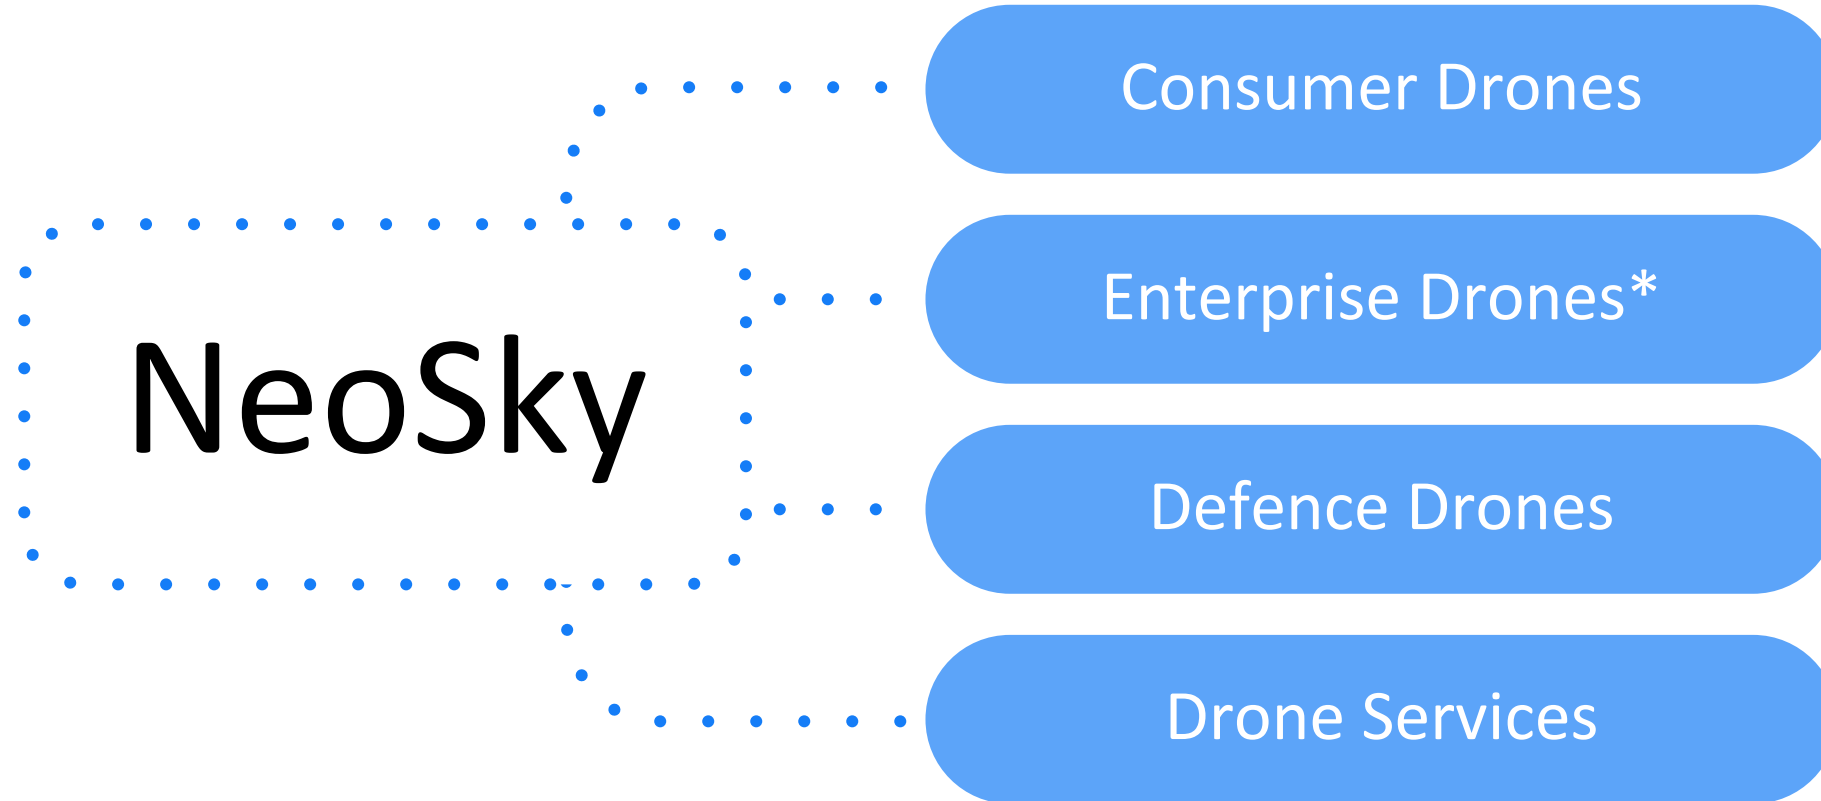 Consumer Drones
Enterprise Drones*
NeoSky
Defence Drones
Drone Services